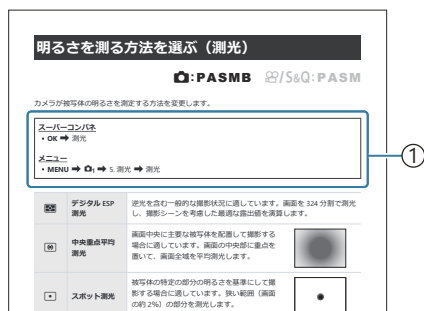 明るさを測る方法を選ぶ（測光）
:PASMB /S&Q:PASM
カメラが被写体の明るさを測定する方法を変更します。
スーパーコンパネ
• OK ➡ 測光
メニュー
• MENU ➡ 1 ➡ 5. 測光 ➡ 測光
①
デジタル ESP
測光
逆光を含む一般的な撮影状況に適しています。画面を 324 分割で測光
し、撮影シーンを考慮した最適な露出値を演算します。
中央重点平均
測光
画面中央に主要な被写体を配置して撮影する
場合に適しています。画面の中央部に重点を
置いて、画面全域を平均測光します。
スポット測光
被写体の特定の部分の明るさを基準にして撮
影する場合に適しています。狭い範囲（画面
の約 2%）の部分を測光します。